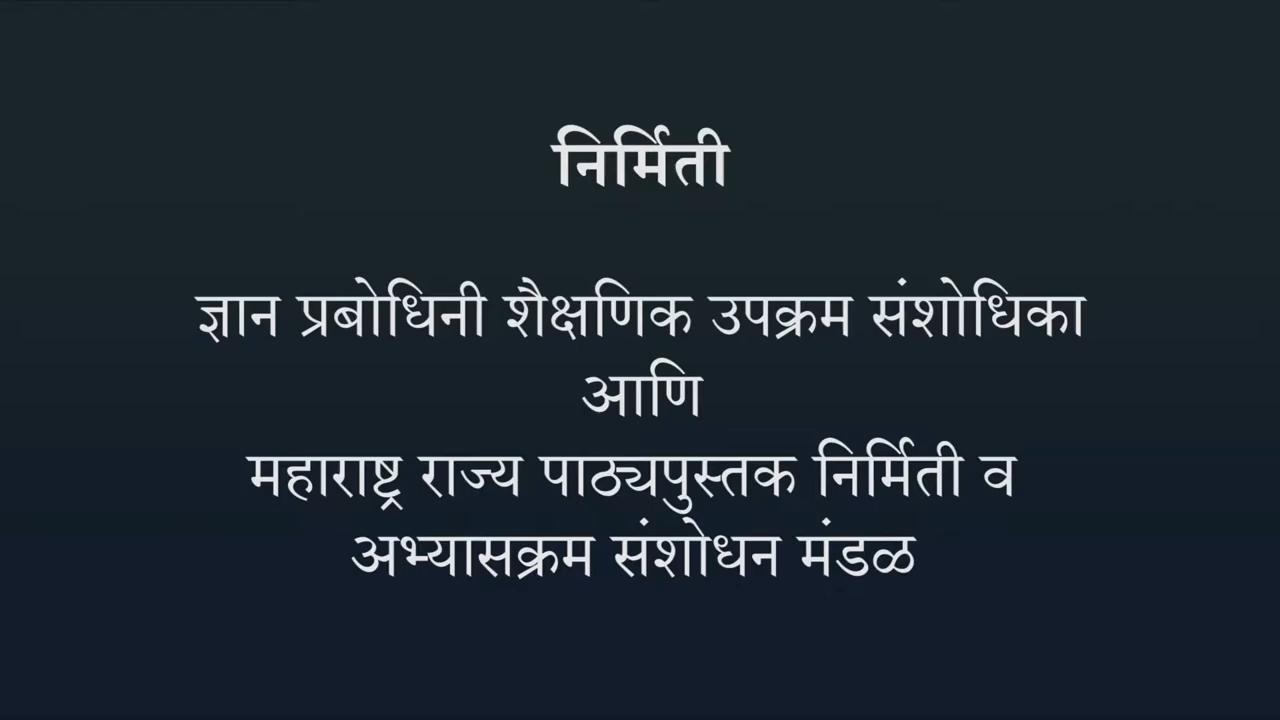 निर्मिती
ज्ञान प्रबोधिनी शैक्षणिक उपक्रम संशोधिका
आणि
महाराष्ट्र राज्य पाठ्यपुस्तक निर्मिती व
अभ्यासक्रम संशोधन मंडळ